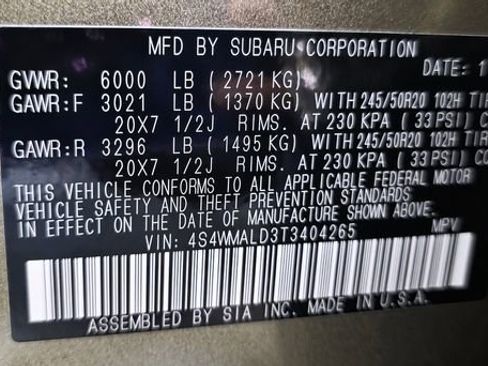 MFD BY SUBARU CORPORATION
DATE: 1
GVWR: 6000 LB (2721 KG)
GAWR:F 3021 LB (1370 KG) WITH 245/50R20 102H TIR
20X7 1/2J RIMS. AT 230 KPA (33 PSI) C
GAWR:R 3296 LB (1495 KG) WITH 245/50R20 102H TIR
20X7 1/2J RIMS. AT 230 KPA (33 PSI) CO
THIS VEHICLE CONFORMS TO ALL APPLICABLE FEDERAL MOTOR
VEHICLE SAFETY AND THEFT PREVENTION STANDARDS
IN EFFECT ON THE DATE OF MANUFACTURE SHOWN ABOVE.
VIN: 4S4WMALD3T3404265 MPV
ASSEMBLED BY SIA INC. MADE IN U.S.A.